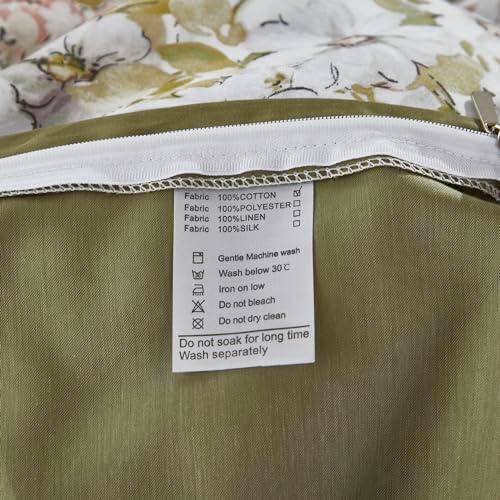 Fabric 100%COTTON
Fabric 100%POLYESTER
Fabric 100%LINEN
Fabric 100%SILK
Gentle Machine wash
Wash below 30℃
Iron on low
Do not bleach
Do not dry clean
Do not soak for long time
Wash separately